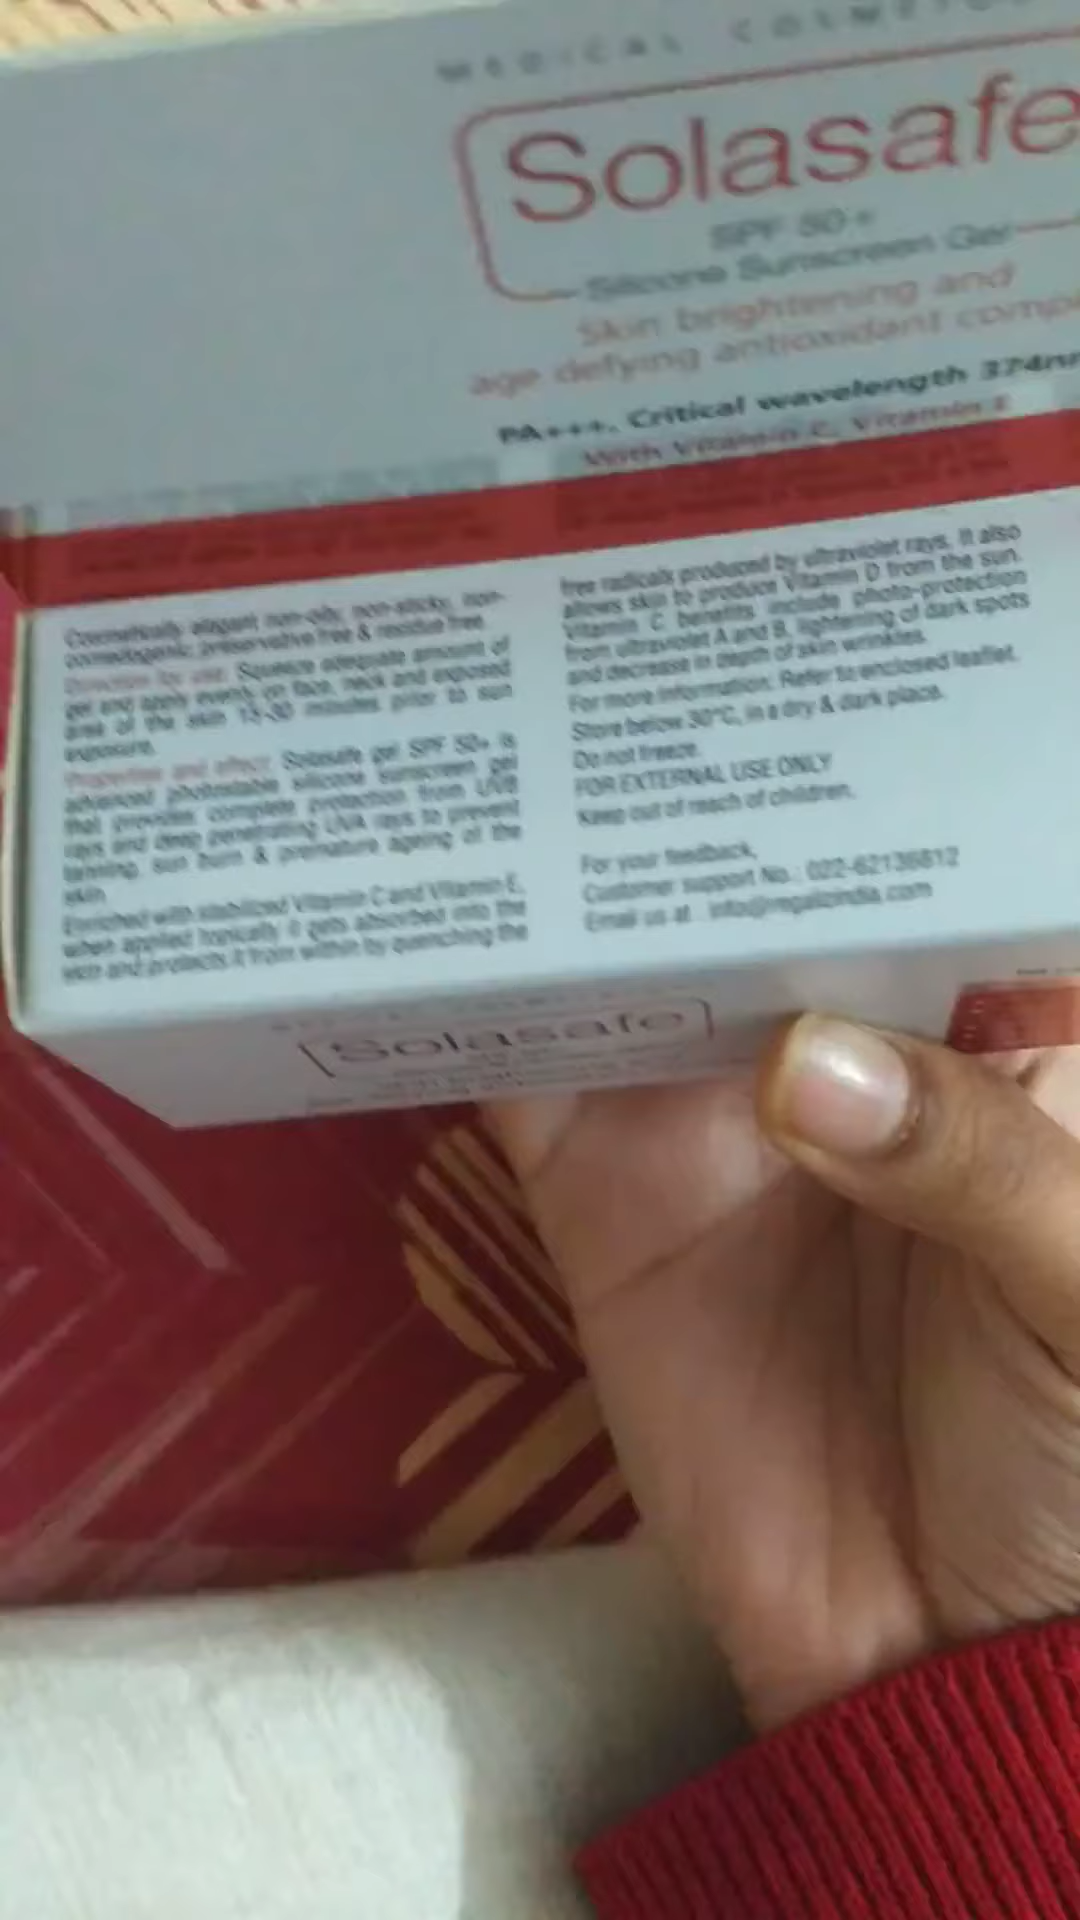 MEDICAL COSMETICS
Solasafe
SPF 50+
Silicone Sunscreen Gel
Skin brightening and
age defying antioxidant
PA+++. Critical wavelength 374nm
With Vitamin C, Vitamin E
Cosmetically elegant non-oily, non-sticky, non-
comedogenic, preservative free & residue free.
Direction for use: Squeeze adequate amount of
gel and apply evenly on face, neck and exposed
area of the skin 15-30 minutes prior to sun
exposure.
Properties and effect: Solasafe gel SPF 50+ is
advanced photostable silicone sunscreen gel
that provides complete protection from UVB
rays and deep penetrating UVA rays to prevent
tanning, sun burn & premature ageing of the
skin.
Enriched with stabilized Vitamin C and Vitamin E,
when applied topically it gets absorbed into the
skin and protects it from within by quenching the
free radicals produced by ultraviolet rays. It also
allows skin to produce Vitamin D from the sun.
Vitamin C benefits include photo-protection
from ultraviolet A and B, lightening of dark spots
and decrease in depth of skin wrinkles.
For more information: Refer to enclosed leaflet.
Store below 30°C, in a dry & dark place.
Do not freeze.
FOR EXTERNAL USE ONLY
Keep out of reach of children.
For your feedback,
Customer support No.: 022-62136812
Email us at : info@regalizindia.com
Solasafe